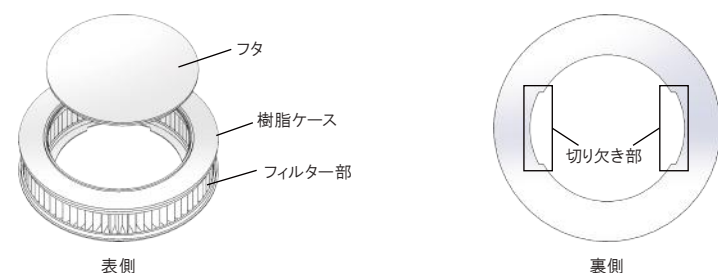 フタ
樹脂ケース
フィルター部
表側
切り欠き部
裏側